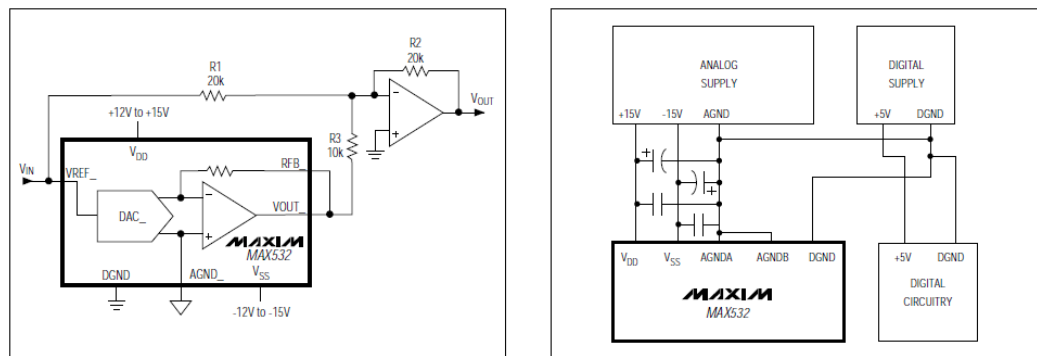 R2
20k
R1
20k
+12V to +15V
VDD
VIN
VREF_
DAC_
RFB_
VOUT_
R3
10k
VOUT
MAXIM
MAX532
DGND
AGND_
VSS
-12V to -15V
ANALOG
SUPPLY
+15V -15V AGND
DIGITAL
SUPPLY
+5V DGND
VDD VSS AGNDA AGNDB DGND
MAXIM
MAX532
+5V DGND
DIGITAL
CIRCUITRY